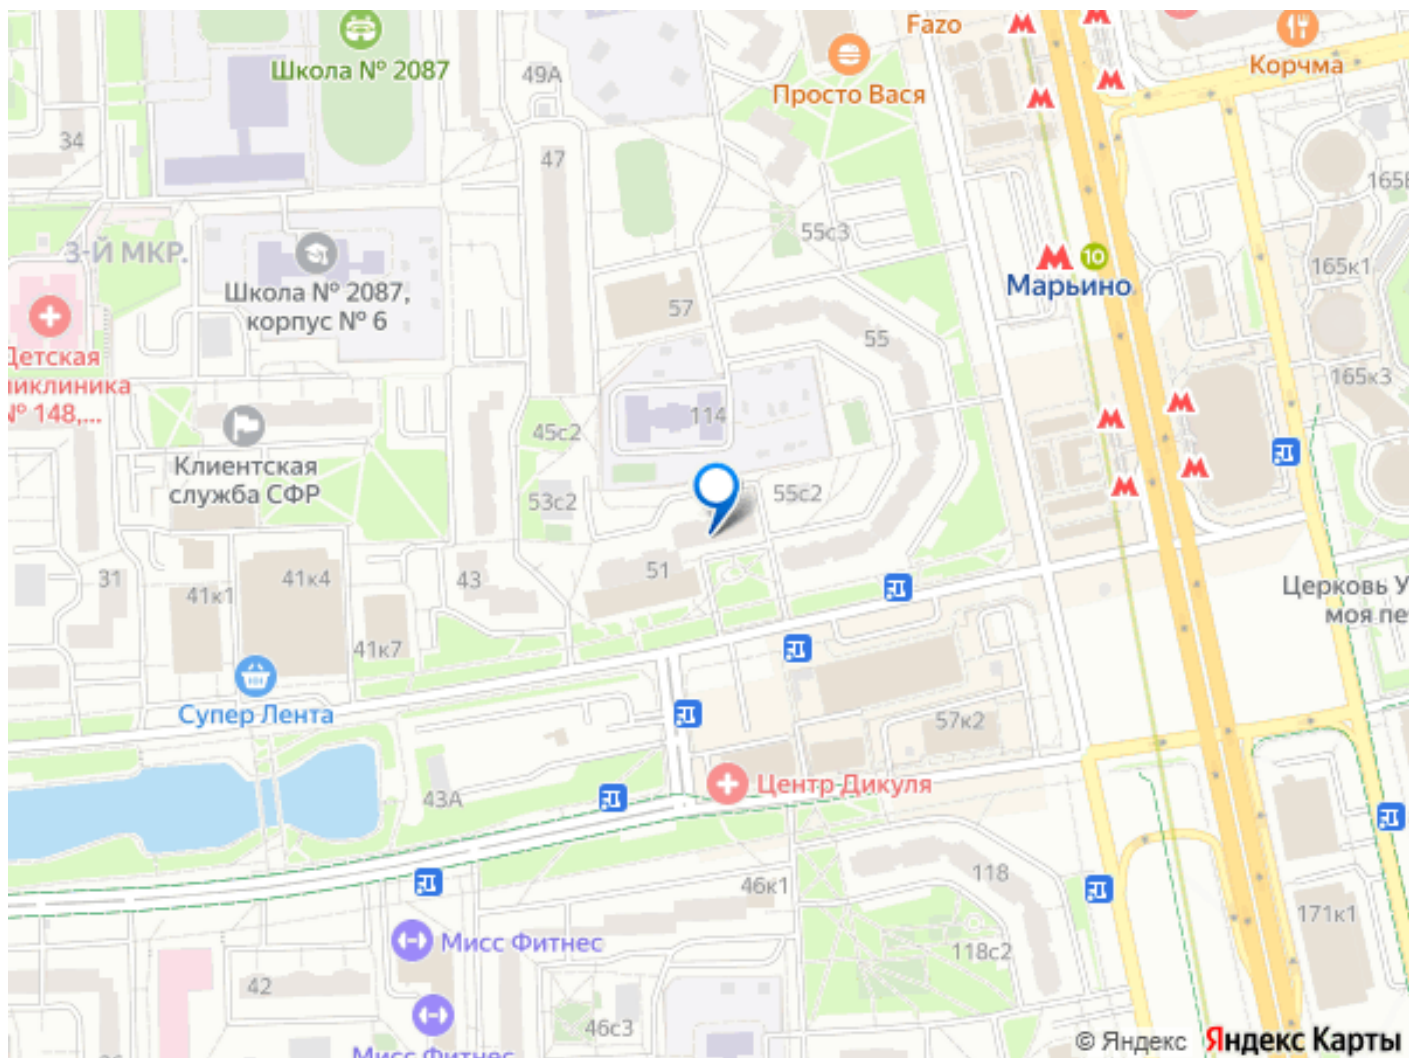 Fazo
Корчма
Школа № 2087
49А
Просто Вася
34
47
165
55с3
3-Й МКР.
165к1
10
Марьино
Школа № 2087,
корпус № 6
57
55
Детская
иклиника
№ 148,...
165к3
114
45с2
Клиентская
служба СФР
53с2
55с2
31
41к4
43
51
41к1
Церковь У
моя пе
41к7
Супер Лента
57к2
Центр Дикуля
43А
118
46к1
171к1
Мисс Фитнес
118с2
42
46с3
Мисс Фитнес
© Яндекс Яндекс Карты